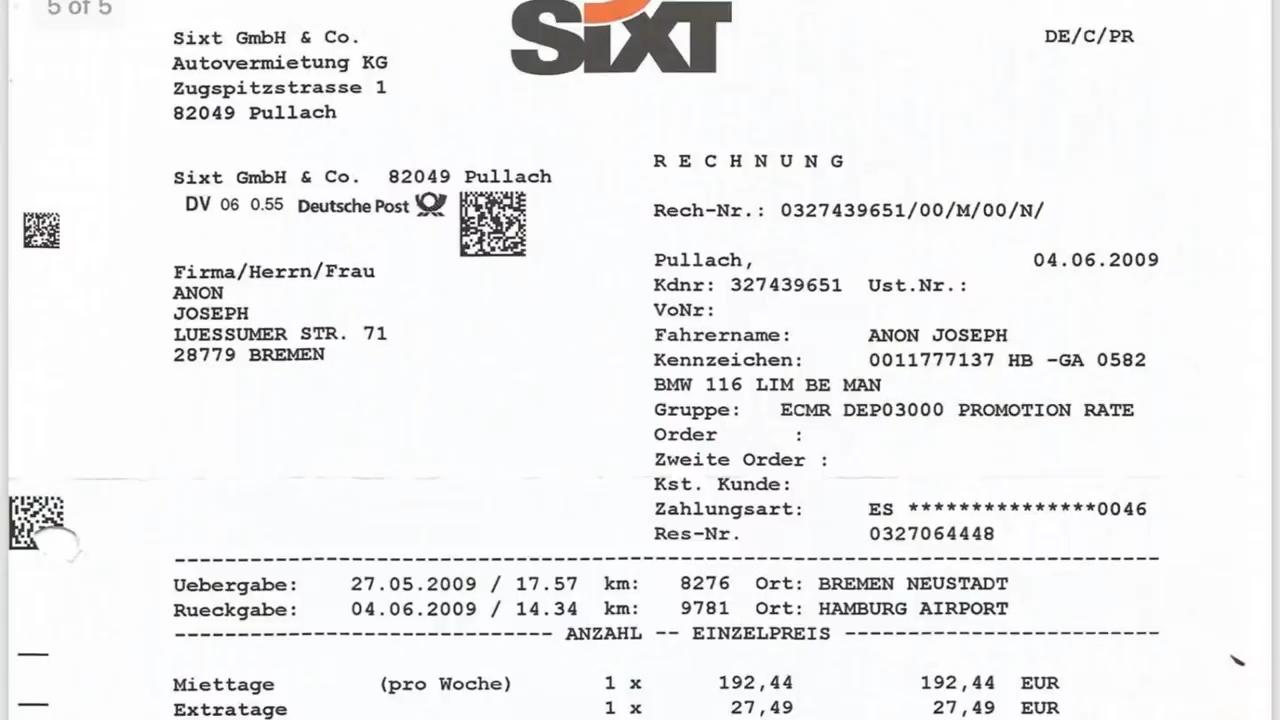 5 of 5
SiXT
Sixt GmbH & Co.
Autovermietung KG
Zugspitzstrasse 1
82049 Pullach
DE/C/PR
Sixt GmbH & Co. 82049 Pullach
DV 06 0.55 Deutsche Post
Firma/Herrn/Frau
ANON
JOSEPH
LUESSUMER STR. 71
28779 BREMEN
R E C H N U N G
Rech-Nr.: 0327439651/00/M/00/N/
Pullach, 04.06.2009
Kdnr: 327439651 Ust.Nr.:
VoNr:
Fahrername: ANON JOSEPH
Kennzeichen: 0011777137 HB -GA 0582
BMW 116 LIM BE MAN
Gruppe: ECMR DEP03000 PROMOTION RATE
Order :
Zweite Order :
Kst. Kunde:
Zahlungsart: ES ***************0046
Res-Nr. 0327064448
Uebergabe: 27.05.2009 / 17.57 km: 8276 Ort: BREMEN NEUSTADT
Rueckgabe: 04.06.2009 / 14.34 km: 9781 Ort: HAMBURG AIRPORT
------------------------------ ANZAHL -- EINZELPREIS -------------------------
Miettage (pro Woche) 1 x 192,44 192,44 EUR
Extratage 1 x 27,49 27,49 EUR